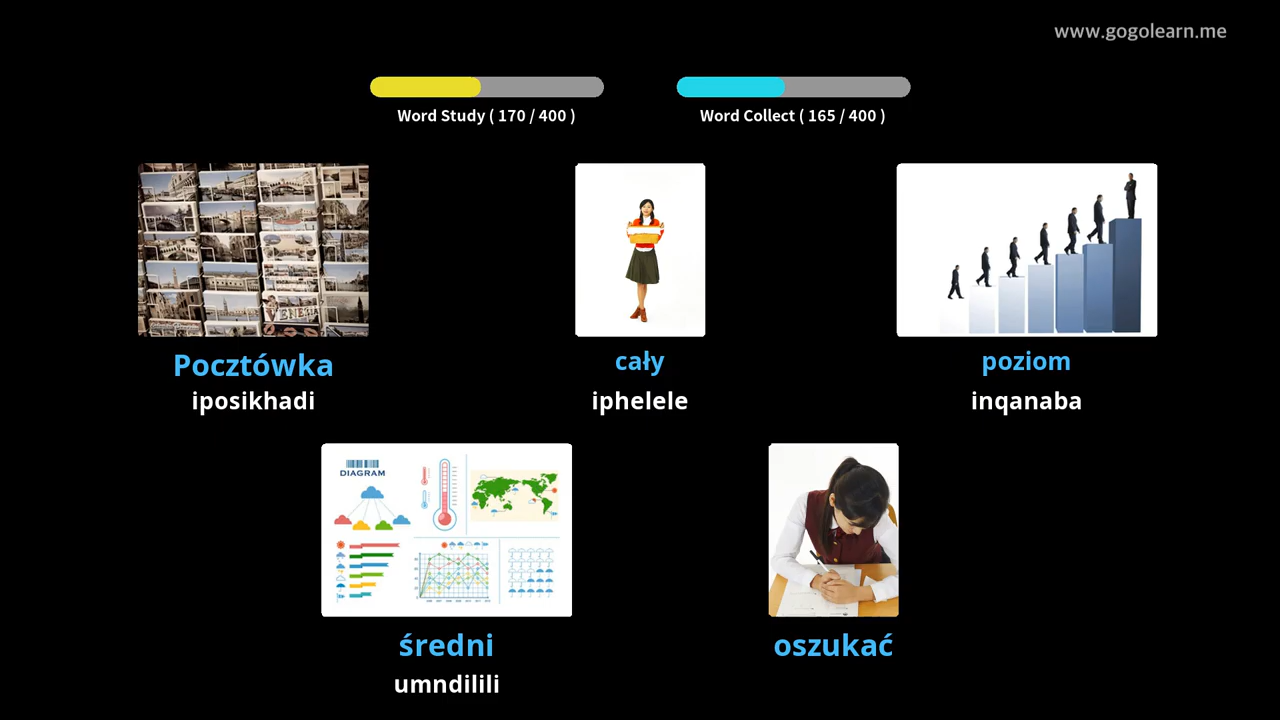 www.gogolearn.me
Word Study ( 170 / 400 )
Word Collect ( 165 / 400 )
Pocztówka
iposikhadi
cały
iphelele
poziom
inqanaba
DIAGRAM
średni
umndilili
oszukać